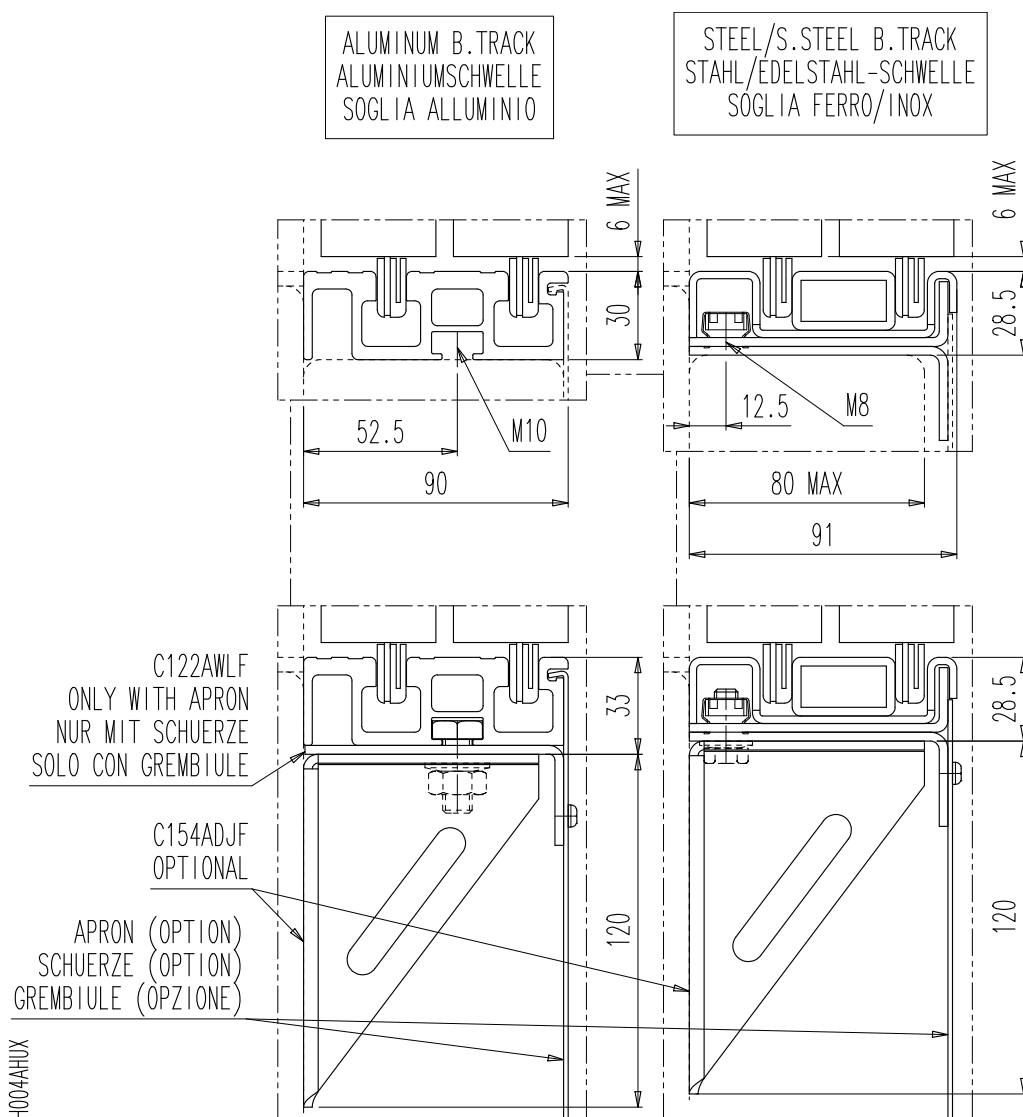 ALUMINUM B.TRACK
ALUMINIUMSCHWELLE
SOGLIA ALLUMINIO
STEEL/S.STEEL B.TRACK
STAHL/EDELSTAHL-SCHWELLE
SOGLIA FERRO/INOX
6 MAX
30
52.5
M10
90
6 MAX
28.5
12.5
M8
80 MAX
91
C122AWLF
ONLY WITH APRON
NUR MIT SCHUERZE
SOLO CON GREMBIULE
33
28.5
C154ADJF
OPTIONAL
APRON (OPTION)
SCHUERZE (OPTION)
GREMBIULE (OPZIONE)
120
120
H004AHUX